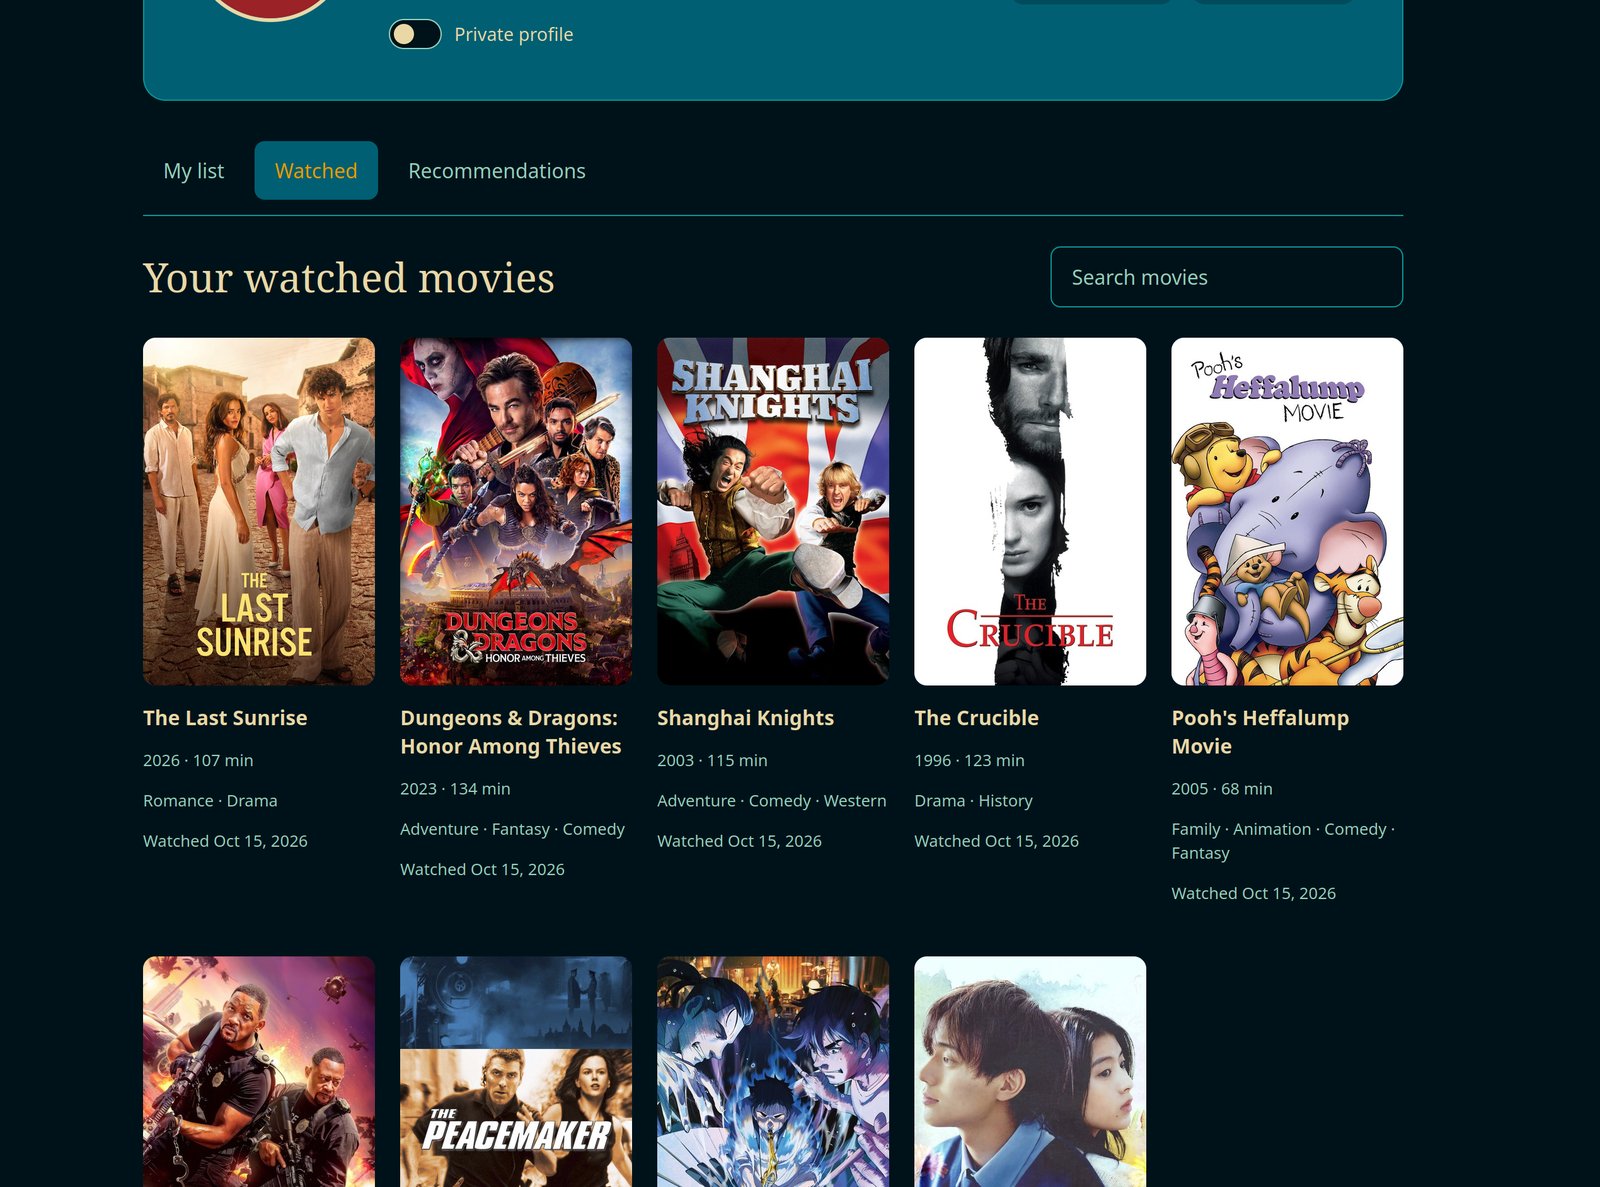 Private profile
My list
Watched
Recommendations
Your watched movies
Search movies
THE
LAST
SUNRISE
DUNGEONS
& DRAGONS
HONOR AMONG THIEVES
SHANGHAI
KNIGHTS
THE
CRUCIBLE
Pooh's
Heffalump
MOVIE
The Last Sunrise
2026 · 107 min
Romance · Drama
Watched Oct 15, 2026
Dungeons & Dragons:
Honor Among Thieves
2023 · 134 min
Adventure · Fantasy · Comedy
Watched Oct 15, 2026
Shanghai Knights
2003 · 115 min
Adventure · Comedy · Western
Watched Oct 15, 2026
The Crucible
1996 · 123 min
Drama · History
Watched Oct 15, 2026
Pooh's Heffalump
Movie
2005 · 68 min
Family · Animation · Comedy ·
Fantasy
Watched Oct 15, 2026
THE
PEACEMAKER